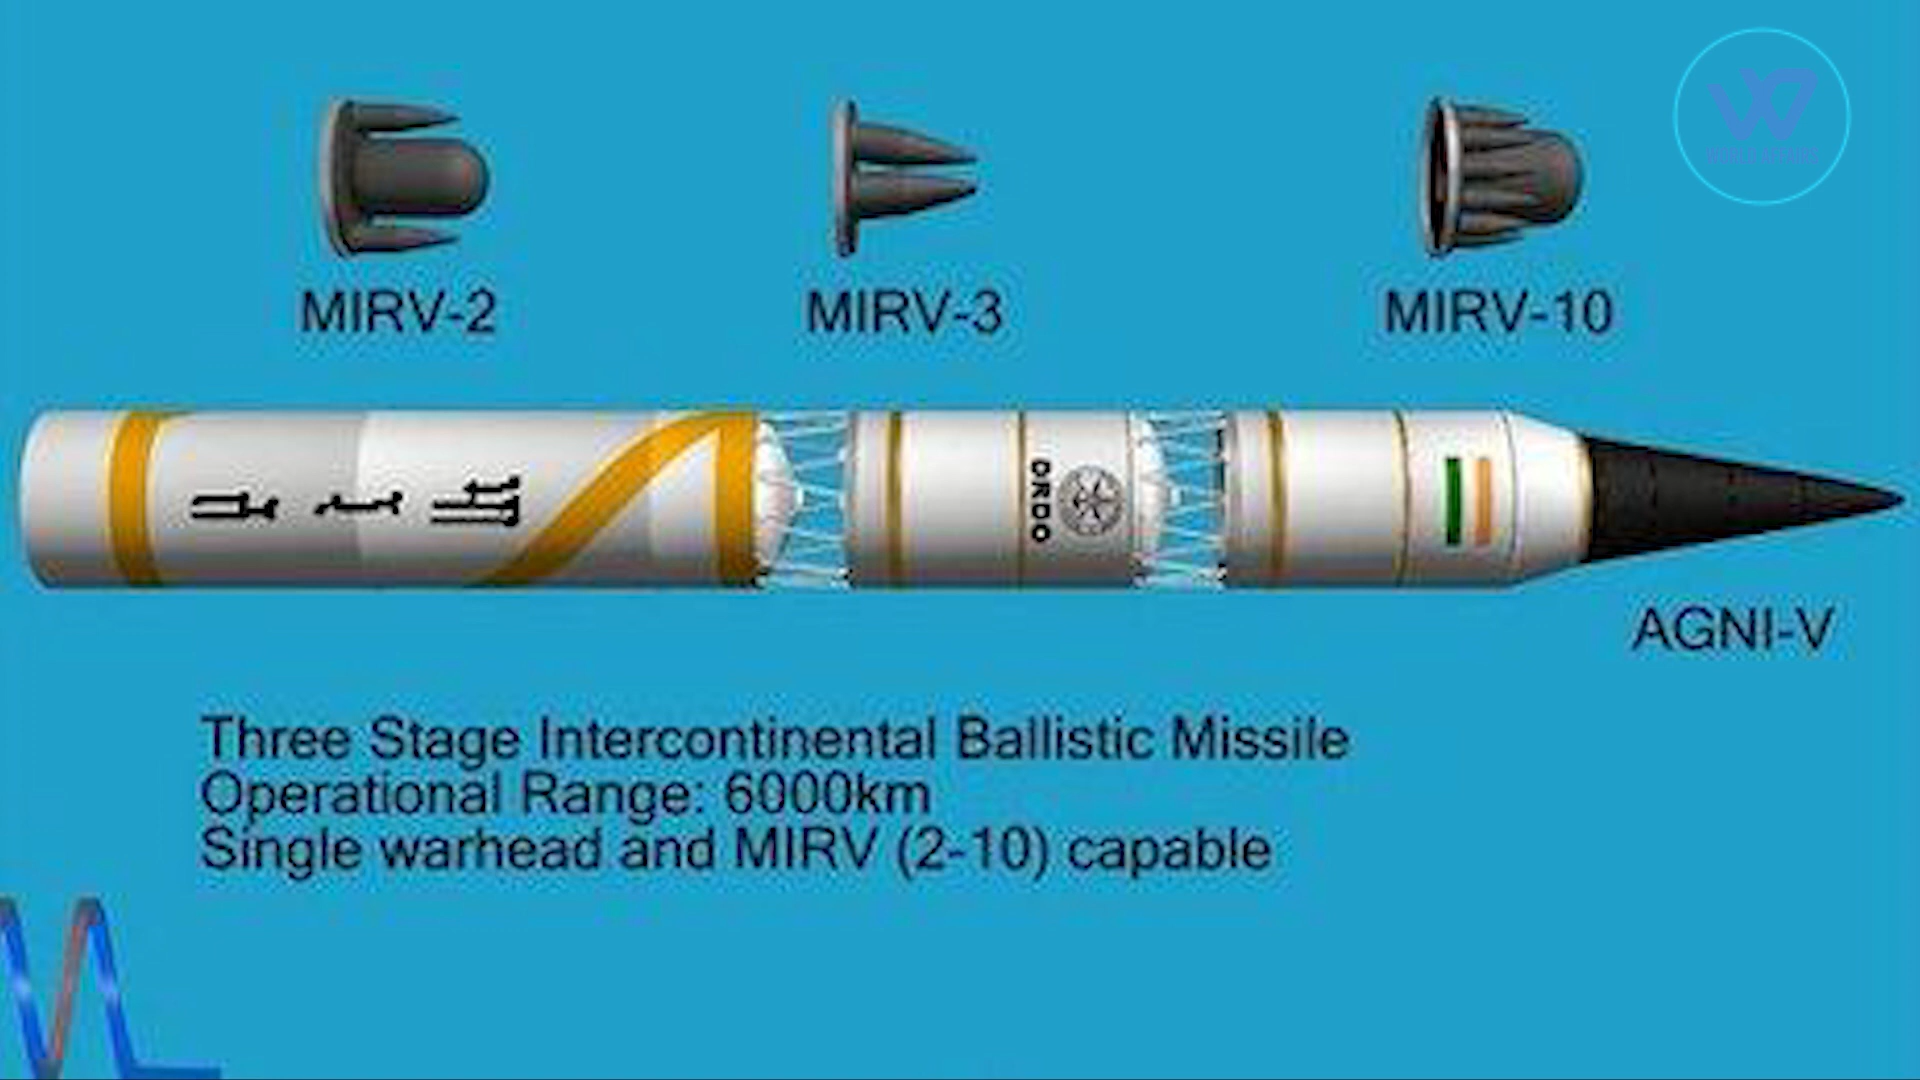 MIRV-2
MIRV-3
MIRV-10
DRDO
AGNI-V
Three Stage Intercontinental Ballistic Missile
Operational Range: 6000km
Single warhead and MIRV (2-10) capable